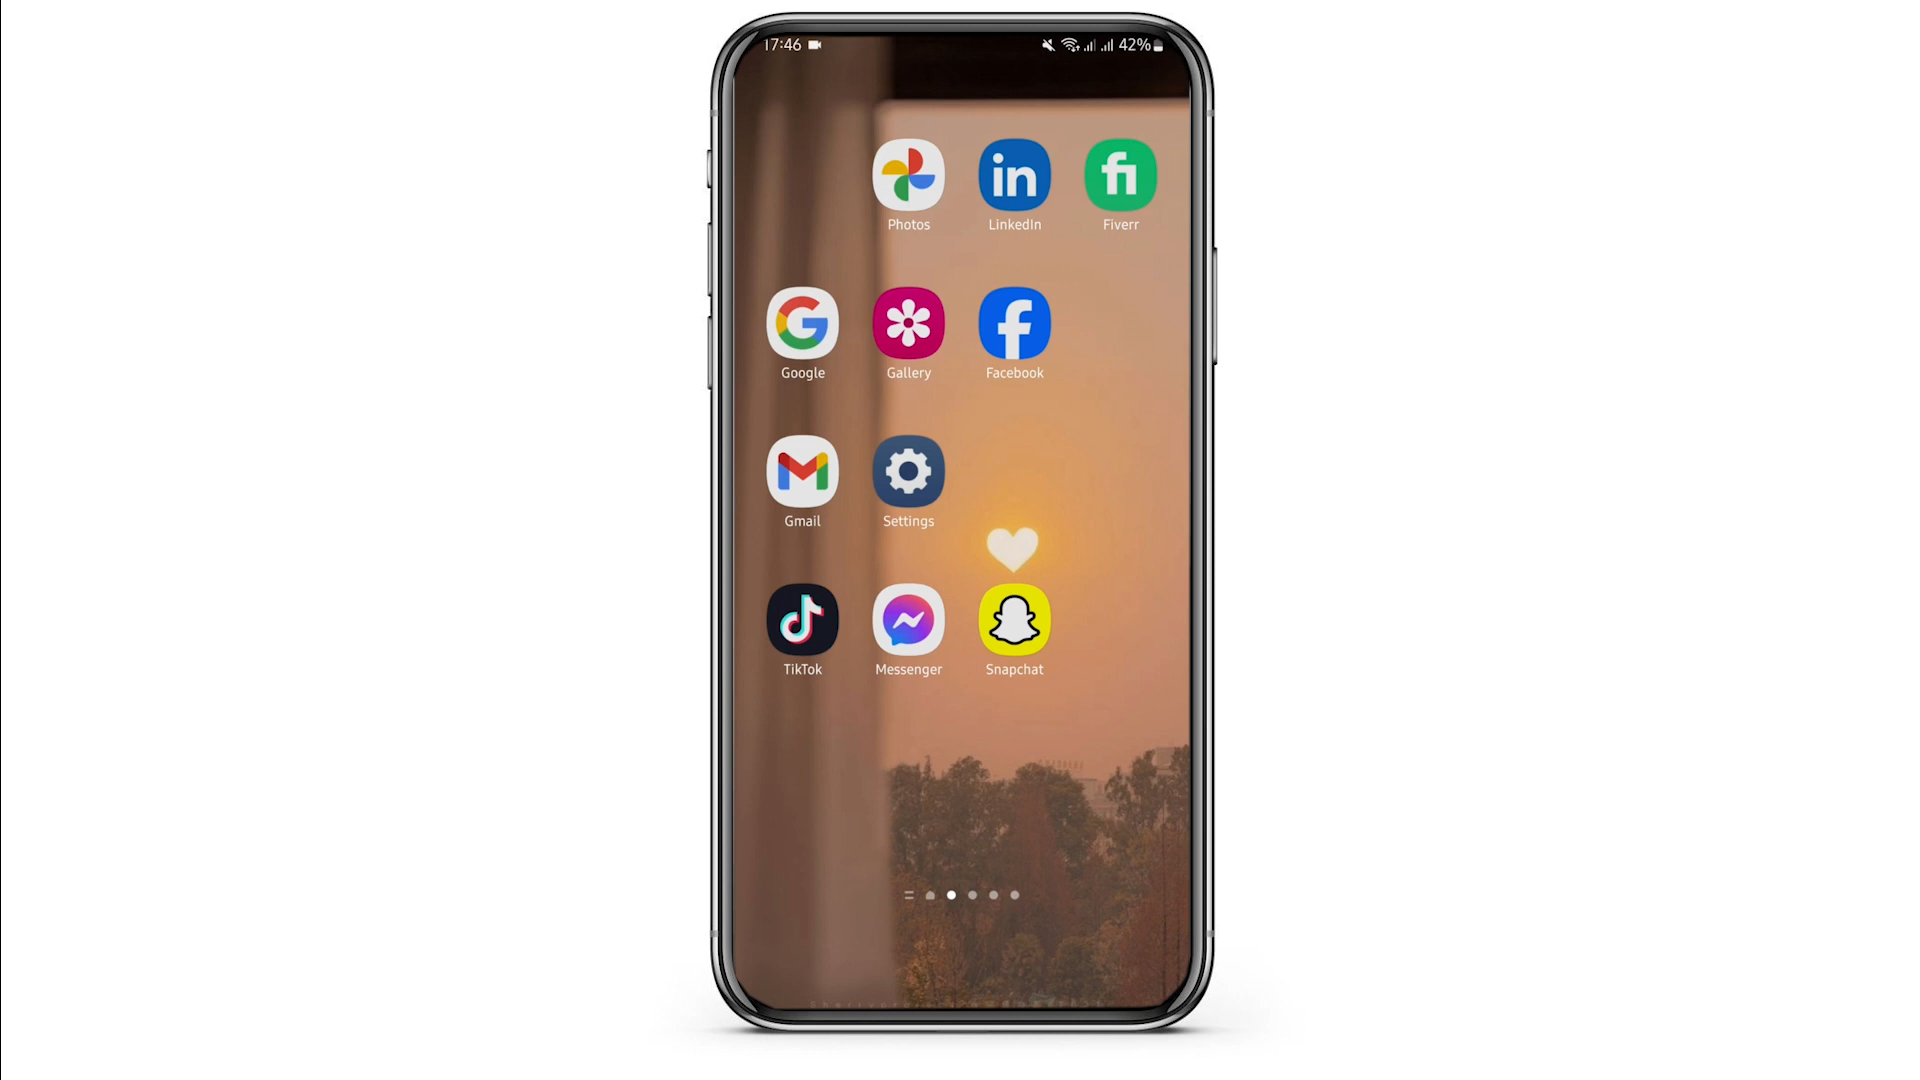 17:46 42%
Photos LinkedIn Fiverr
Google Gallery Facebook
Gmail Settings
TikTok Messenger Snapchat